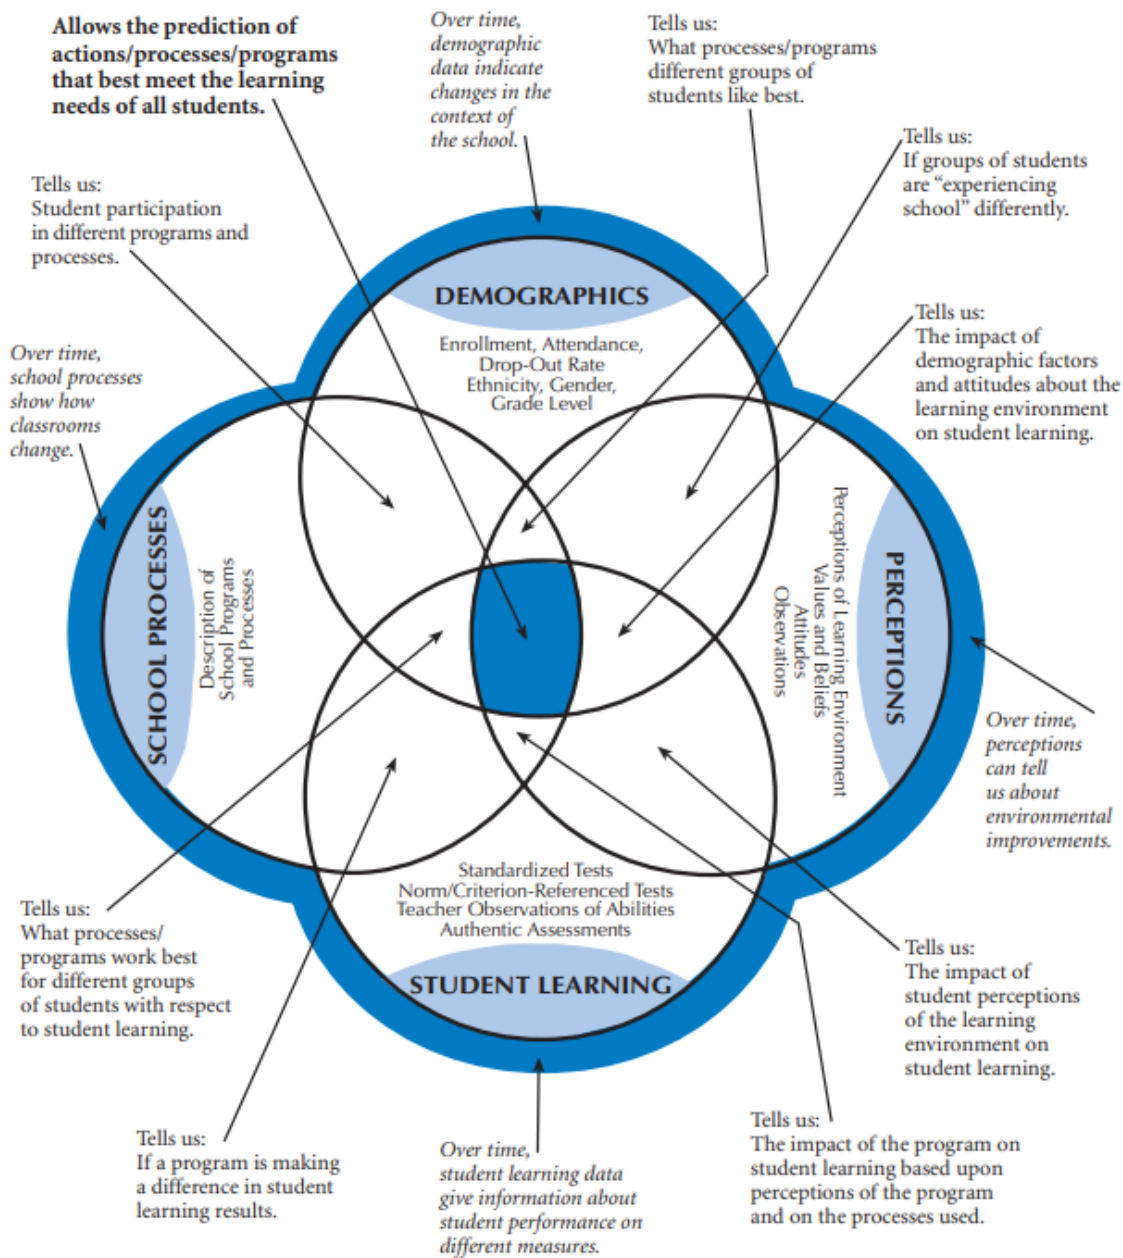 Allows the prediction of
actions/processes/programs
that best meet the learning
needs of all students.
Over time,
demographic
data indicate
changes in the
context of
the school.
Tells us:
What processes/programs
different groups of
students like best.
Tells us:
If groups of students
are “experiencing
school” differently.
Tells us:
Student participation
in different programs and
processes.
Tells us:
The impact of
demographic factors
and attitudes about the
learning environment
on student learning.
Over time,
school processes
show how
classrooms
change.
DEMOGRAPHICS
Enrollment, Attendance,
Drop-Out Rate
Ethnicity, Gender,
Grade Level
SCHOOL PROCESSES
Description of
School Programs
and Processes
PERCEPTIONS
Perceptions of Learning Environment
Values and Beliefs
Attitudes
Observations
Over time,
perceptions
can tell
us about
environmental
improvements.
Standardized Tests
Norm/Criterion-Referenced Tests
Teacher Observations of Abilities
Authentic Assessments
STUDENT LEARNING
Tells us:
What processes/
programs work best
for different groups
of students with respect
to student learning.
Tells us:
The impact of
student perceptions
of the learning
environment on
student learning.
Tells us:
If a program is making
a difference in student
learning results.
Over time,
student learning data
give information about
student performance on
different measures.
Tells us:
The impact of the program on
student learning based upon
perceptions of the program
and on the processes used.